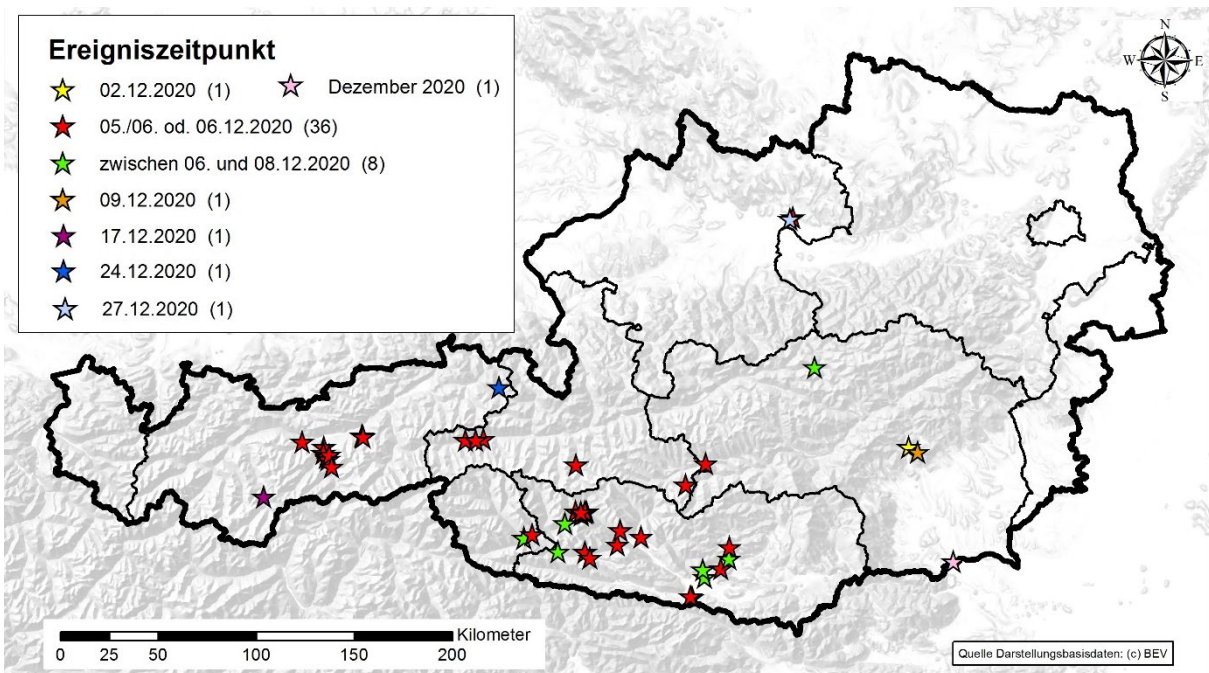 Ereigniszeitpunkt
02.12.2020 (1)
Dezember 2020 (1)
05./06. od. 06.12.2020 (36)
zwischen 06. und 08.12.2020 (8)
09.12.2020 (1)
17.12.2020 (1)
24.12.2020 (1)
27.12.2020 (1)
N
W E
S
Kilometer
0 25 50 100 150 200
Quelle Darstellungsbasisdaten: (c) BEV